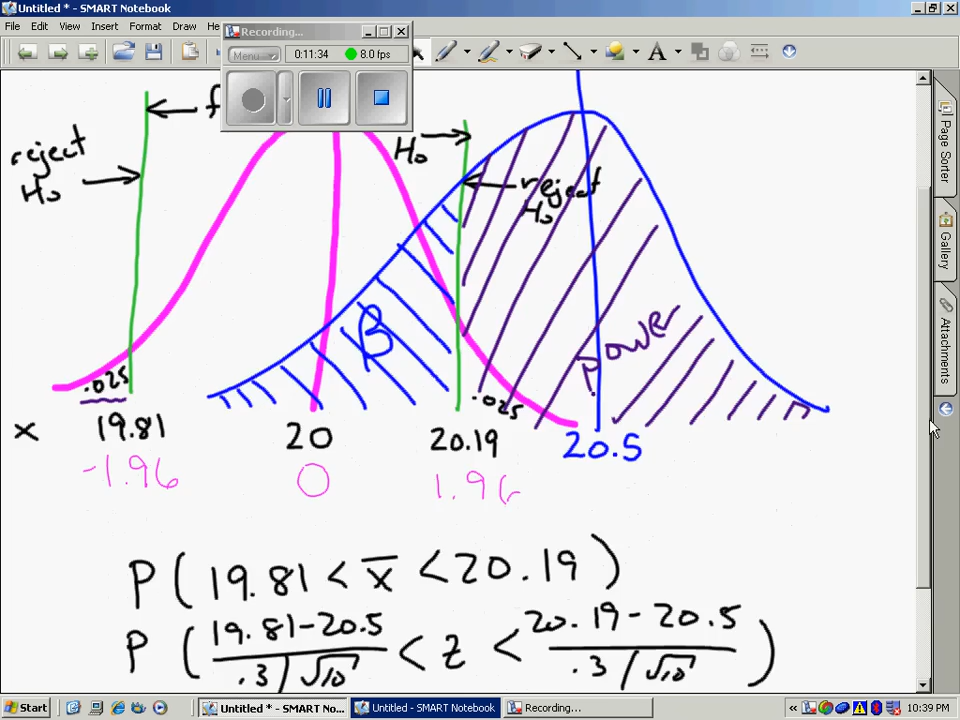 Untitled * - SMART Notebook
File Edit View Insert Format Draw
Recording...
Menu 0:11:34 8.0 fps
A
f
reject
H₀
H₀
reject
H₀
β
power
.025
.025
x 19.81 20 20.19 20.5
-1.96 0 1.96
P ( 19.81 < x̄ < 20.19 )
P ( 19.81-20.5 / .3/√10 < z < 20.19-20.5 / .3/√10 )
Page Sorter
Gallery
Attachments
Start Untitled * - SMART No... Untitled - SMART Notebook Recording... « 10:39 PM